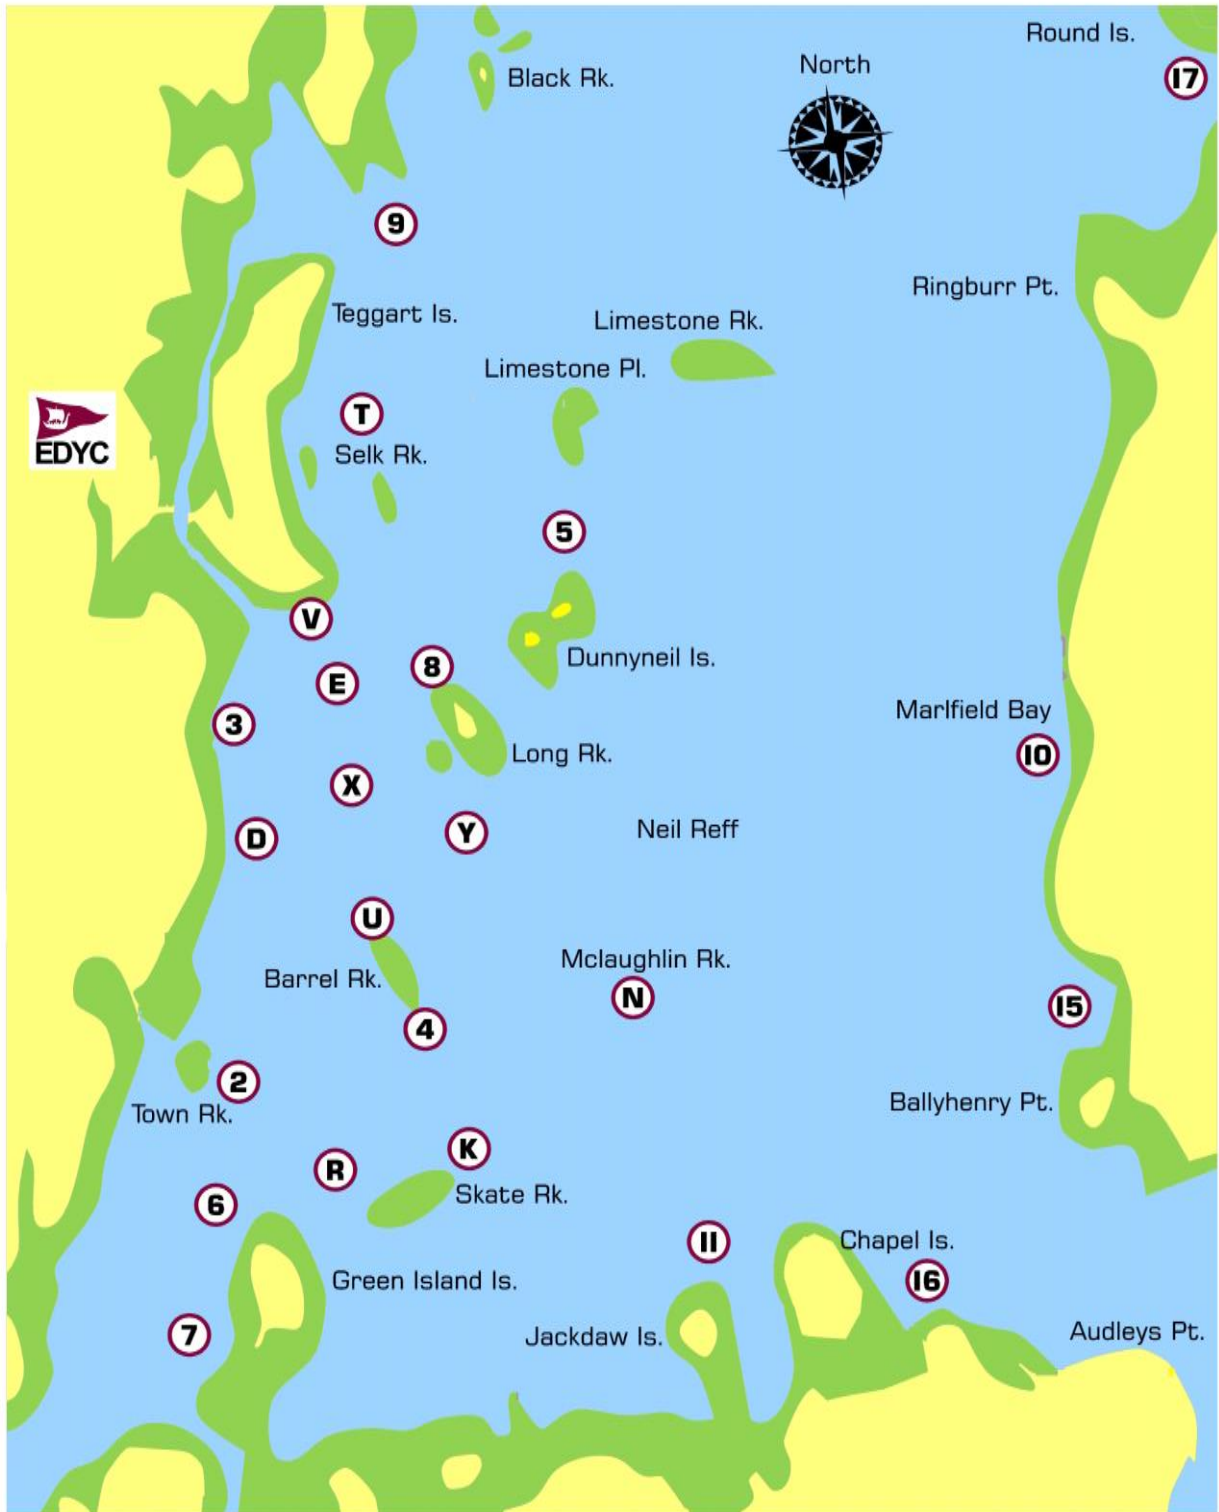 Round Is.
17
North
Black Rk.
9
Ringburr Pt.
Teggart Is.
Limestone Rk.
Limestone Pl.
T
EDYC
Selk Rk.
5
V
8
Dunnyneil Is.
E
3
Marlfield Bay
Long Rk.
10
X
Y
Neil Reff
D
U
Mclaughlin Rk.
Barrel Rk.
N
15
4
2
Town Rk.
Ballyhenry Pt.
K
R
Skate Rk.
6
11
Chapel Is.
Green Island Is.
16
7
Jackdaw Is.
Audleys Pt.